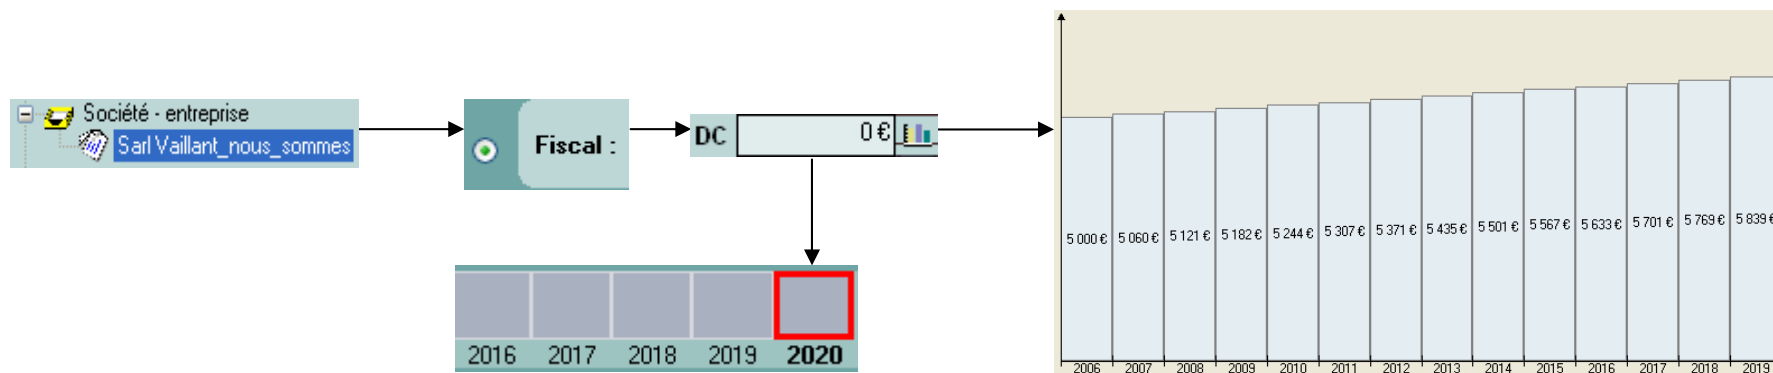 Société - entreprise
Sarl Vaillant_nous_sommes
Fiscal :
DC 0 €
2016 2017 2018 2019 2020
5 000 € 5 060 € 5 121 € 5 182 € 5 244 € 5 307 € 5 371 € 5 435 € 5 501 € 5 567 € 5 633 € 5 701 € 5 769 € 5 839 €
2006 2007 2008 2009 2010 2011 2012 2013 2014 2015 2016 2017 2018 2019